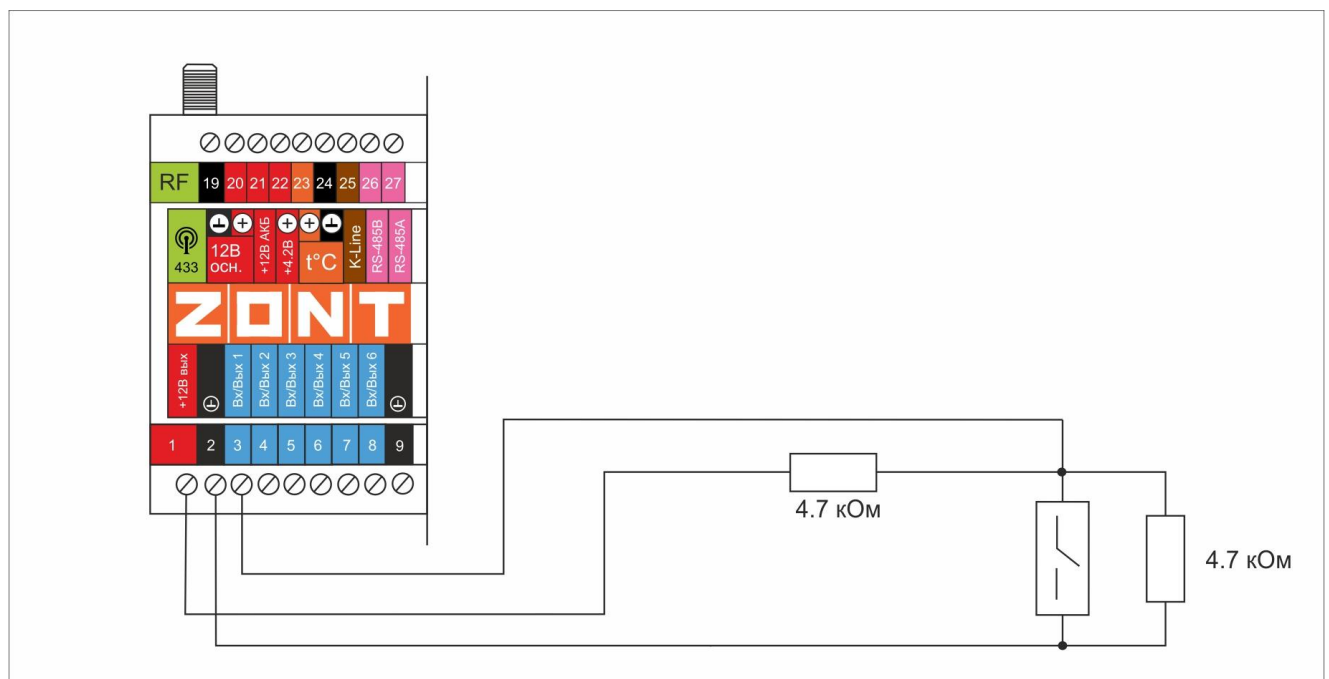 RF 19 20 21 22 23 24 25 26 27
433
12В
осн.
+12В АКБ
+4.2В
t°C
K-Line
RS-485B
RS-485A
ZONT
+12В вых
Вх/Вых 1
Вх/Вых 2
Вх/Вых 3
Вх/Вых 4
Вх/Вых 5
Вх/Вых 6
1 2 3 4 5 6 7 8 9
4.7 кОм
4.7 кОм